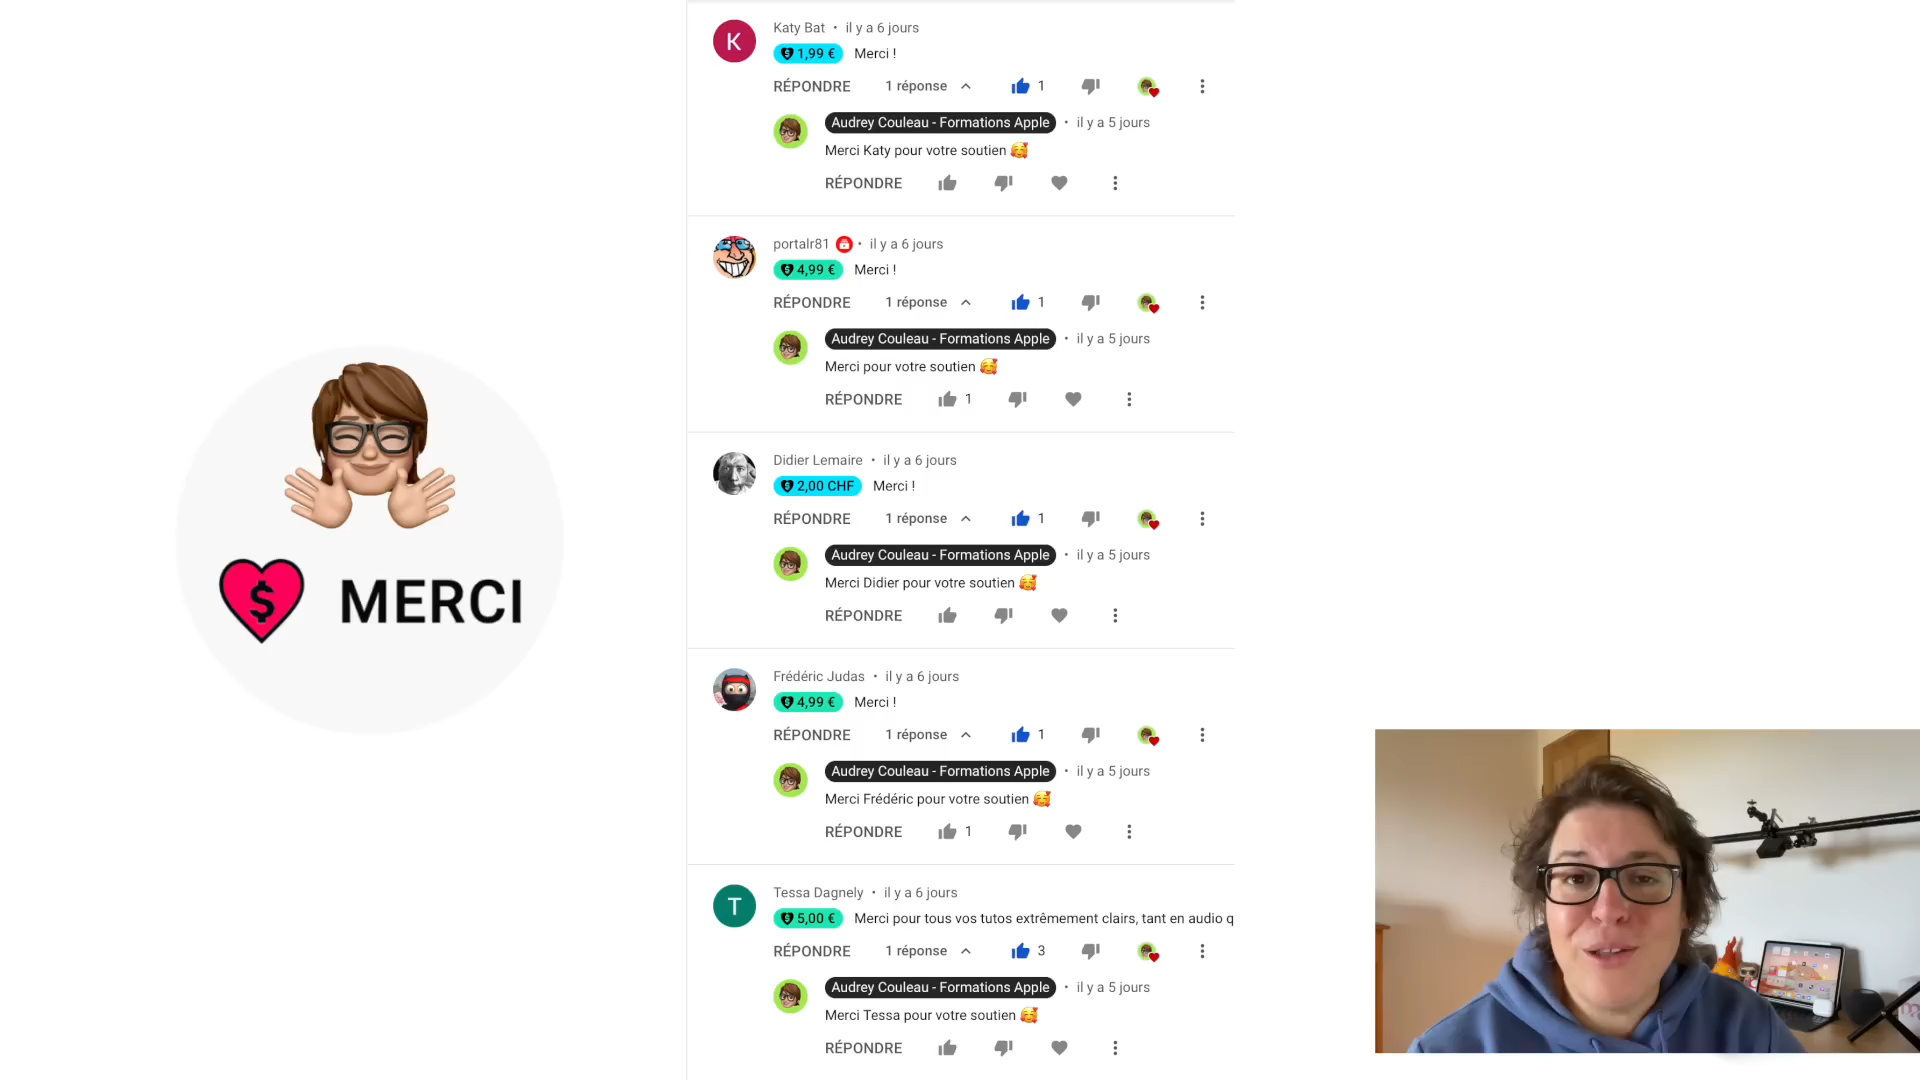 $ MERCI
Katy Bat • il y a 6 jours
1,99 € Merci !
RÉPONDRE 1 réponse 1
Audrey Couleau - Formations Apple • il y a 5 jours
Merci Katy pour votre soutien 🥰
RÉPONDRE
portalr81 • il y a 6 jours
4,99 € Merci !
RÉPONDRE 1 réponse 1
Audrey Couleau - Formations Apple • il y a 5 jours
Merci pour votre soutien 🥰
RÉPONDRE 1
Didier Lemaire • il y a 6 jours
2,00 CHF Merci !
RÉPONDRE 1 réponse 1
Audrey Couleau - Formations Apple • il y a 5 jours
Merci Didier pour votre soutien 🥰
RÉPONDRE
Frédéric Judas • il y a 6 jours
4,99 € Merci !
RÉPONDRE 1 réponse 1
Audrey Couleau - Formations Apple • il y a 5 jours
Merci Frédéric pour votre soutien 🥰
RÉPONDRE 1
K
T
Tessa Dagnely • il y a 6 jours
5,00 € Merci pour tous vos tutos extrêmement clairs, tant en audio q
RÉPONDRE 1 réponse 3
Audrey Couleau - Formations Apple • il y a 5 jours
Merci Tessa pour votre soutien 🥰
RÉPONDRE